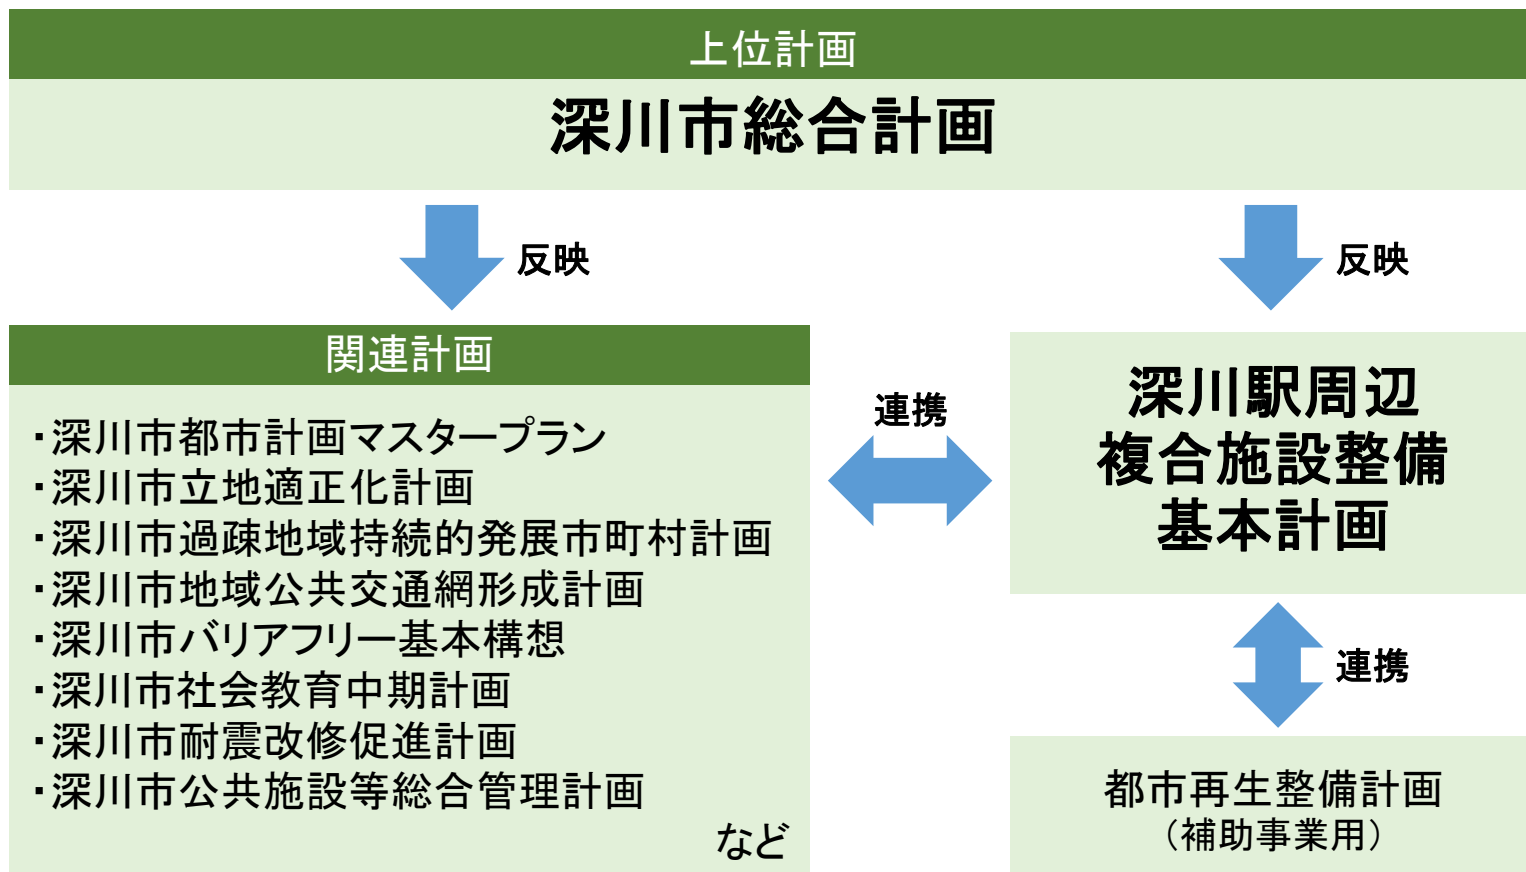 上位計画
深川市総合計画
反映
反映
関連計画
・深川市都市計画マスタープラン
・深川市立地適正化計画
・深川市過疎地域持続的発展市町村計画
・深川市地域公共交通網形成計画
・深川市バリアフリー基本構想
・深川市社会教育中期計画
・深川市耐震改修促進計画
・深川市公共施設等総合管理計画
など
連携
深川駅周辺
複合施設整備
基本計画
連携
都市再生整備計画
（補助事業用）